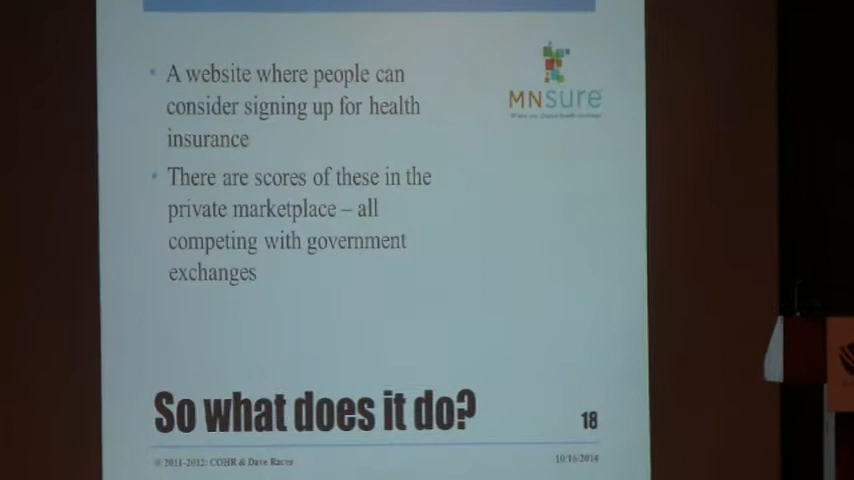 • A website where people can
consider signing up for health
insurance
• There are scores of these in the
private marketplace – all
competing with government
exchanges
MNsure
So what does it do?
18
© 2011-2012: COHR & Dave Racer
10/16/2014